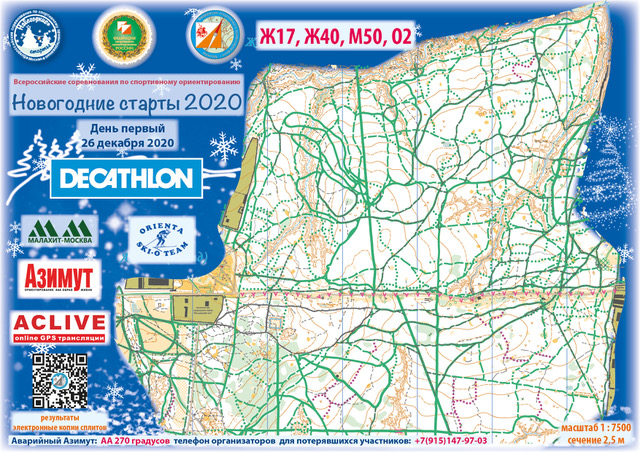 Ж17, Ж40, М50, О2
РОССИИ
Всероссийские соревнования по спортивному ориентированию
Новогодние старты 2020
День первый
26 декабря 2020
DECATHLON
МАЛАХИТ-МОСКВА
ORIENTA
SKI-O TEAM
Азимут
ACLIVE
online GPS трансляции
результаты
электронные копии сплитов
масштаб 1 : 7500
сечение 2,5 м
Аварийный Азимут: АА 270 градусов телефон организаторов для потерявшихся участников: +7(915)147-97-03